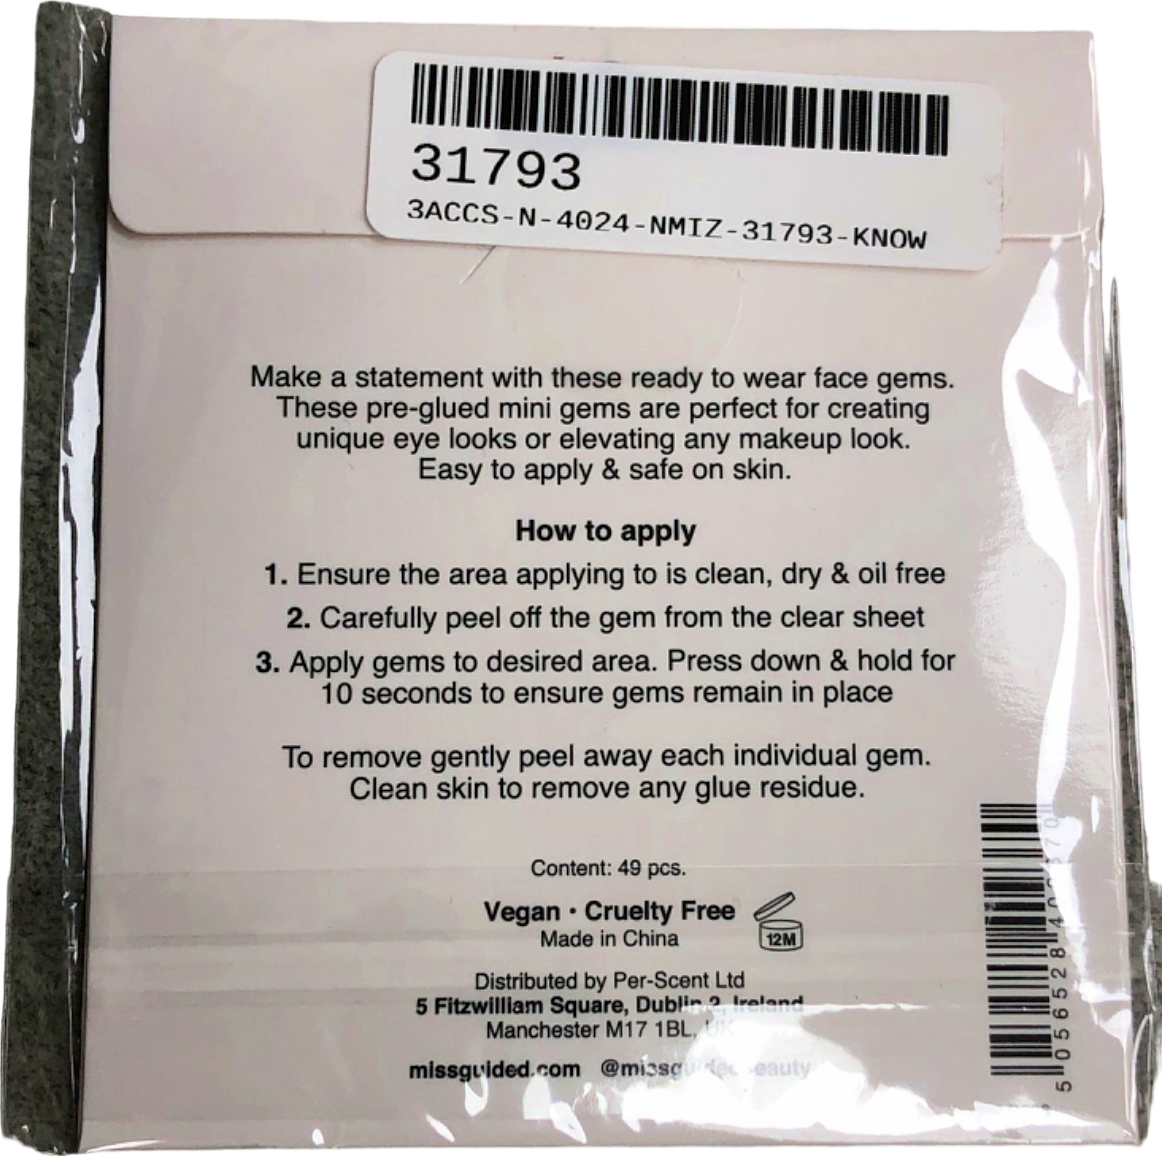 31793
3ACCS-N-4024-NMIZ-31793-KNOW
Make a statement with these ready to wear face gems.
These pre-glued mini gems are perfect for creating
unique eye looks or elevating any makeup look.
Easy to apply & safe on skin.
How to apply
1. Ensure the area applying to is clean, dry & oil free
2. Carefully peel off the gem from the clear sheet
3. Apply gems to desired area. Press down & hold for
10 seconds to ensure gems remain in place
To remove gently peel away each individual gem.
Clean skin to remove any glue residue.
Content: 49 pcs.
Vegan · Cruelty Free
Made in China
12M
Distributed by Per-Scent Ltd
5 Fitzwilliam Square, Dublin 2, Ireland
Manchester M17 1BL, UK
missguided.com @missguidedbeauty